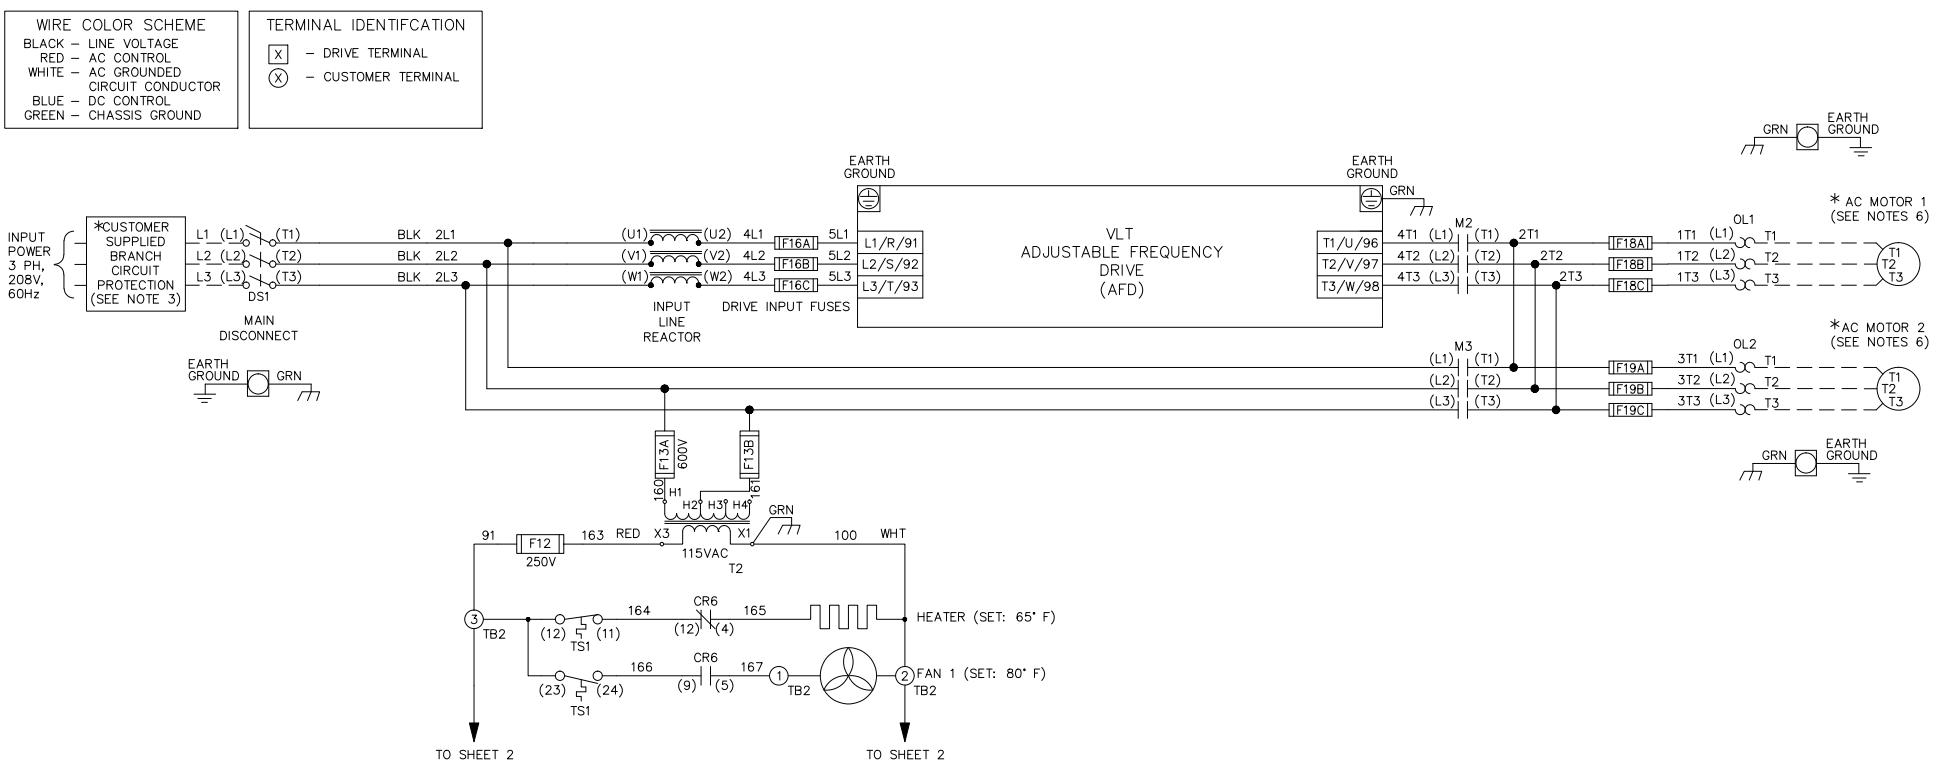 WIRE COLOR SCHEME
BLACK – LINE VOLTAGE
RED – AC CONTROL
WHITE – AC GROUNDED
CIRCUIT CONDUCTOR
BLUE – DC CONTROL
GREEN – CHASSIS GROUND
TERMINAL IDENTIFCATION
X – DRIVE TERMINAL
X – CUSTOMER TERMINAL
GRN
EARTH
GROUND
EARTH
GROUND
EARTH
GROUND
GRN
INPUT
POWER
3 PH,
208V,
60Hz
*CUSTOMER
SUPPLIED
BRANCH
CIRCUIT
PROTECTION
(SEE NOTE 3)
L1 (L1) (T1) BLK 2L1 (U1) (U2) 4L1 F16A 5L1 L1/R/91
L2 (L2) (T2) BLK 2L2 (V1) (V2) 4L2 F16B 5L2 L2/S/92
L3 (L3) (T3) BLK 2L3 (W1) (W2) 4L3 F16C 5L3 L3/T/93
DS1
MAIN
DISCONNECT
INPUT
LINE
REACTOR
DRIVE INPUT FUSES
VLT
ADJUSTABLE FREQUENCY
DRIVE
(AFD)
M2
T1/U/96 4T1 (L1) (T1) 2T1 F18A 1T1 (L1) T1
T2/V/97 4T2 (L2) (T2) 2T2 F18B 1T2 (L2) T2
T3/W/98 4T3 (L3) (T3) 2T3 F18C 1T3 (L3) T3
OL1
* AC MOTOR 1
(SEE NOTES 6)
T1
T2
T3
EARTH
GROUND
GRN
M3
(L1) (T1) F19A 3T1 (L1) T1
(L2) (T2) F19B 3T2 (L2) T2
(L3) (T3) F19C 3T3 (L3) T3
OL2
*AC MOTOR 2
(SEE NOTES 6)
T1
T2
T3
GRN
EARTH
GROUND
F13A
600V
F13B
160
161
H1
H2
H3
H4
GRN
91
F12
250V
163 RED X3
X1
115VAC
T2
100 WHT
3
TB2
(12)
(11)
TS1
164
CR6
(12)
(4)
165
HEATER (SET: 65° F)
(23)
(24)
TS1
166
CR6
(9)
(5)
167
1
TB2
2
TB2
FAN 1 (SET: 80° F)
TO SHEET 2
TO SHEET 2